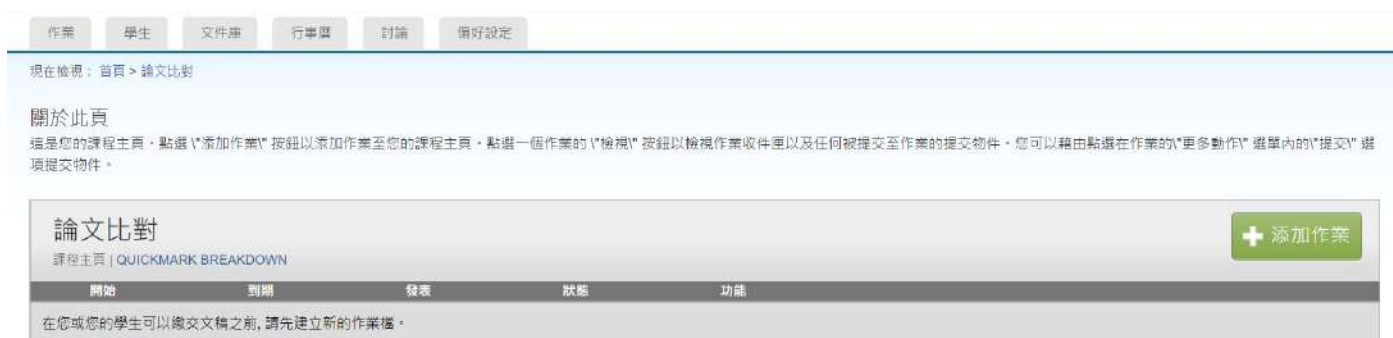 作業 學生 文件庫 行事曆 討論 偏好設定
現在檢視： 首頁 > 論文比對
關於此頁
這是您的課程主頁。點選 \"添加作業\" 按鈕以添加作業至您的課程主頁。點選一個作業的 \"檢視\" 按鈕以檢視作業收件匣以及任何被提交至作業的提交物件。您可以藉由點選在作業的\"更多動作\" 選單內的\"提交\" 選
項提交物件。
論文比對
添加作業
課程主頁 | QUICKMARK BREAKDOWN
開始 到期 發表 狀態 功能
在您或您的學生可以繳交文稿之前, 請先建立新的作業檔。